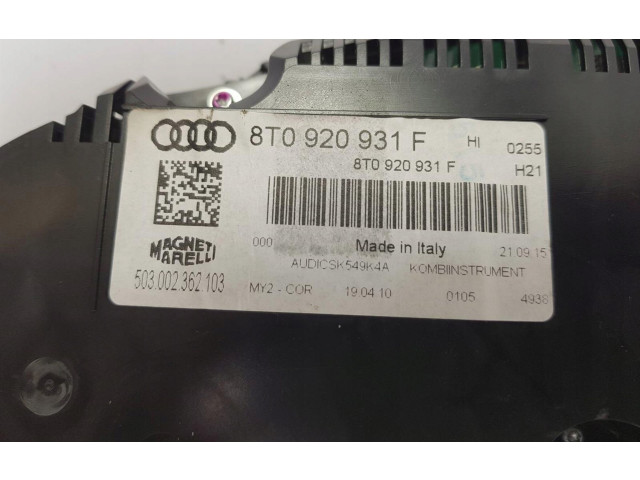 8T0 920 931 F HI 0255
8T0 920 931 F H21
000 Made in Italy 21.09.15
MAGNETI
MARELLI
AUDICSK549K4A KOMBIINSTRUMENT
503.002.362.103
MY2 - COR 19.04.10 0105 4938